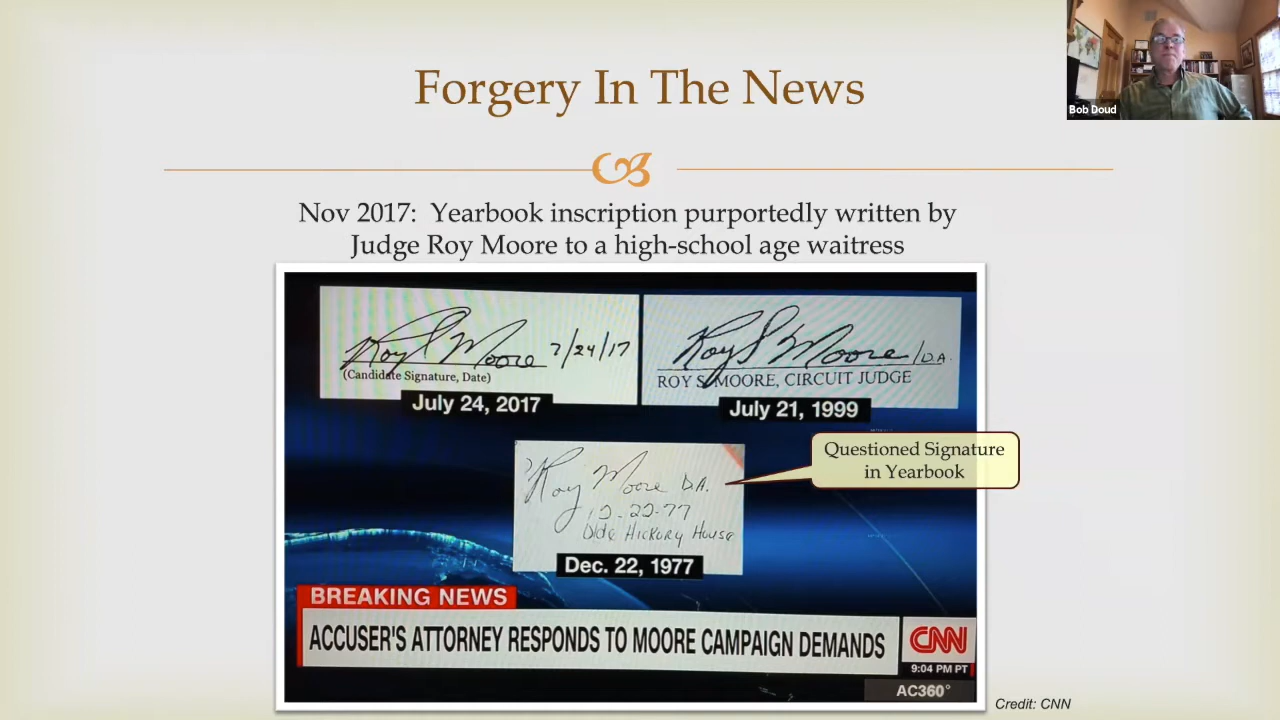 Forgery In The News
Bob Doud
Nov 2017: Yearbook inscription purportedly written by
Judge Roy Moore to a high-school age waitress
Roy S Moore 7/24/17
(Candidate Signature, Date)
July 24, 2017
Roy S Moore / D.A.
ROY S. MOORE, CIRCUIT JUDGE
July 21, 1999
Questioned Signature
in Yearbook
Roy Moore D.A.
12-22-77
Olde Hickory House
Dec. 22, 1977
BREAKING NEWS
ACCUSER'S ATTORNEY RESPONDS TO MOORE CAMPAIGN DEMANDS
CNN
9:04 PM PT
AC360°
Credit: CNN